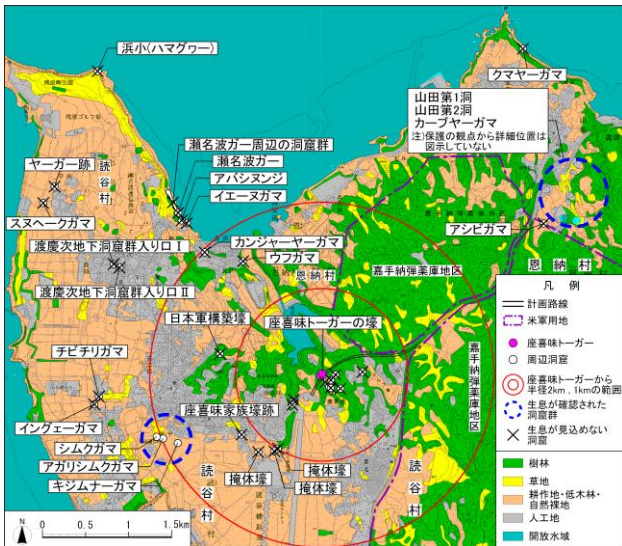 浜小(ハマグヮー)
クマヤーガマ
山田第1洞
山田第2洞
カーブヤーガマ
注)保護の観点から詳細位置は
図示していない
瀬名波ガー周辺の洞窟群
瀬名波ガー
アバシヌンジ
イエーヌガマ
ヤーガー跡
読谷村
スヌヘークガマ
アシビガマ
恩納村
渡慶次地下洞窟群入り口Ⅰ
カンジャーヤーガマ
ウフガマ
恩納村
嘉手納弾薬庫地区
渡慶次地下洞窟群入り口Ⅱ
日本軍構築壕
座喜味トーガーの壕
嘉手納弾薬庫地区
チビチリガマ
座喜味家族壕跡
イングェーガマ
シムクガマ
アガリシムクガマ
キシムナーガマ
読谷村
掩体壕
掩体壕
掩体壕
読谷村
凡 例
計画路線
米軍用地
座喜味トーガー
周辺洞窟
座喜味トーガーから
半径2km,1kmの範囲
生息が確認された
洞窟群
生息が見込めない
洞窟
樹林
草地
耕作地・低木林・
自然裸地
人工地
開放水域
N
0 0.5 1 1.5km